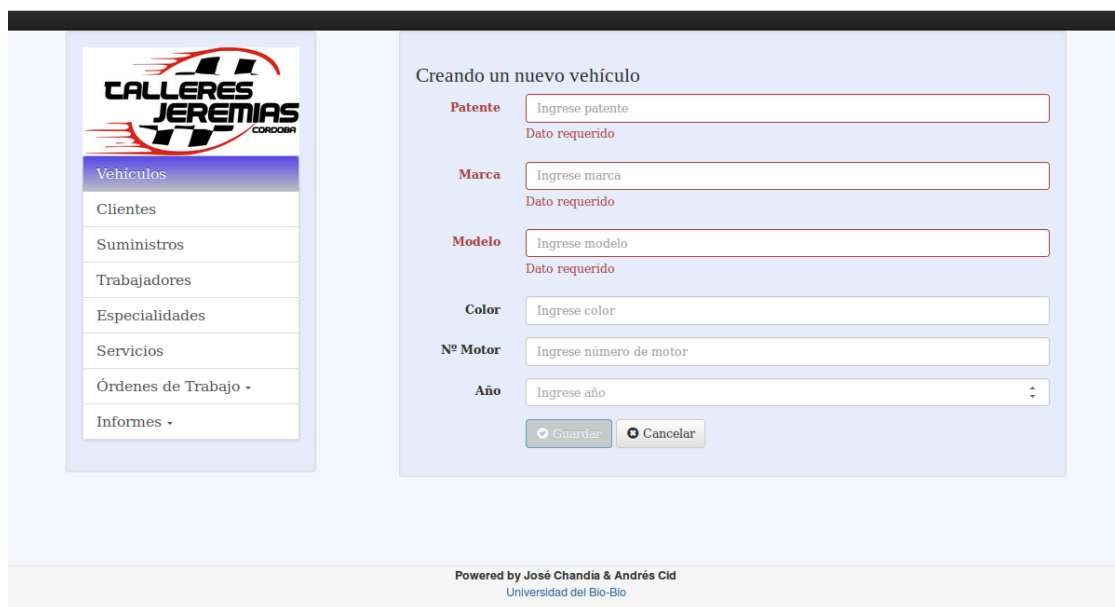 TALLERES
JEREMIAS
CORDOBA
Vehículos
Clientes
Suministros
Trabajadores
Especialidades
Servicios
Órdenes de Trabajo
Informes
Creando un nuevo vehículo
Patente Ingrese patente
Dato requerido
Marca Ingrese marca
Dato requerido
Modelo Ingrese modelo
Dato requerido
Color Ingrese color
Nº Motor Ingrese número de motor
Año Ingrese año
Guardar Cancelar
Powered by José Chandía & Andrés Cid
Universidad del Bío-Bío